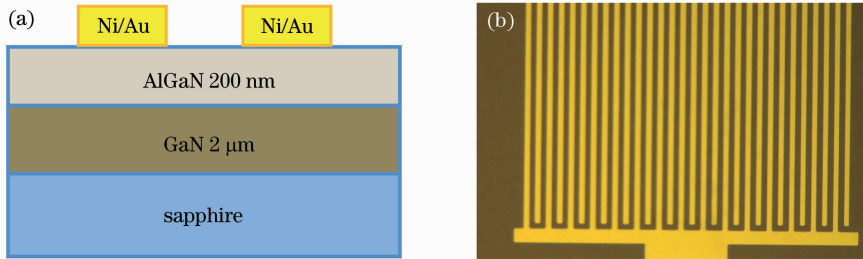 (a)
Ni/Au
Ni/Au
AlGaN 200 nm
GaN 2 μm
sapphire
(b)